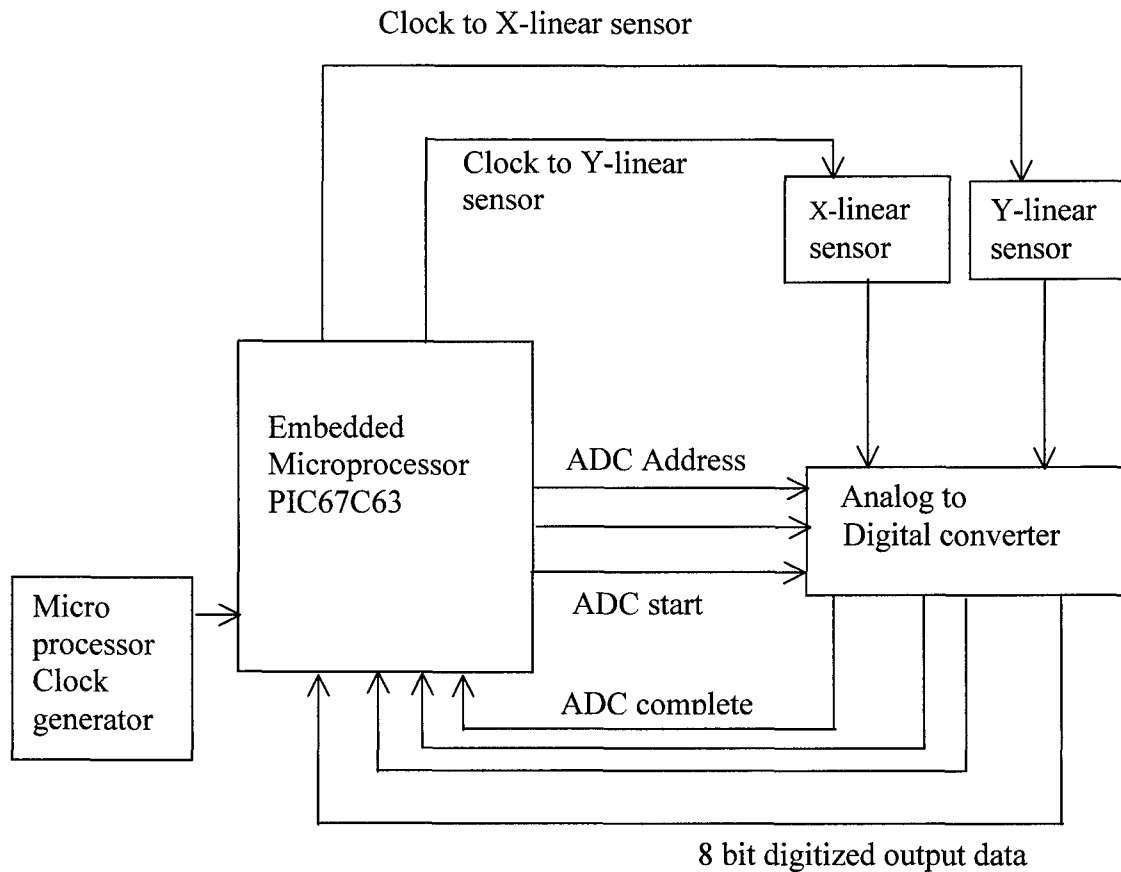 Clock to X-linear sensor
Clock to Y-linear
sensor
X-linear
sensor
Y-linear
sensor
Embedded
Microprocessor
PIC67C63
ADC Address
Analog to
Digital converter
ADC start
Micro
processor
Clock
generator
ADC complete
8 bit digitized output data